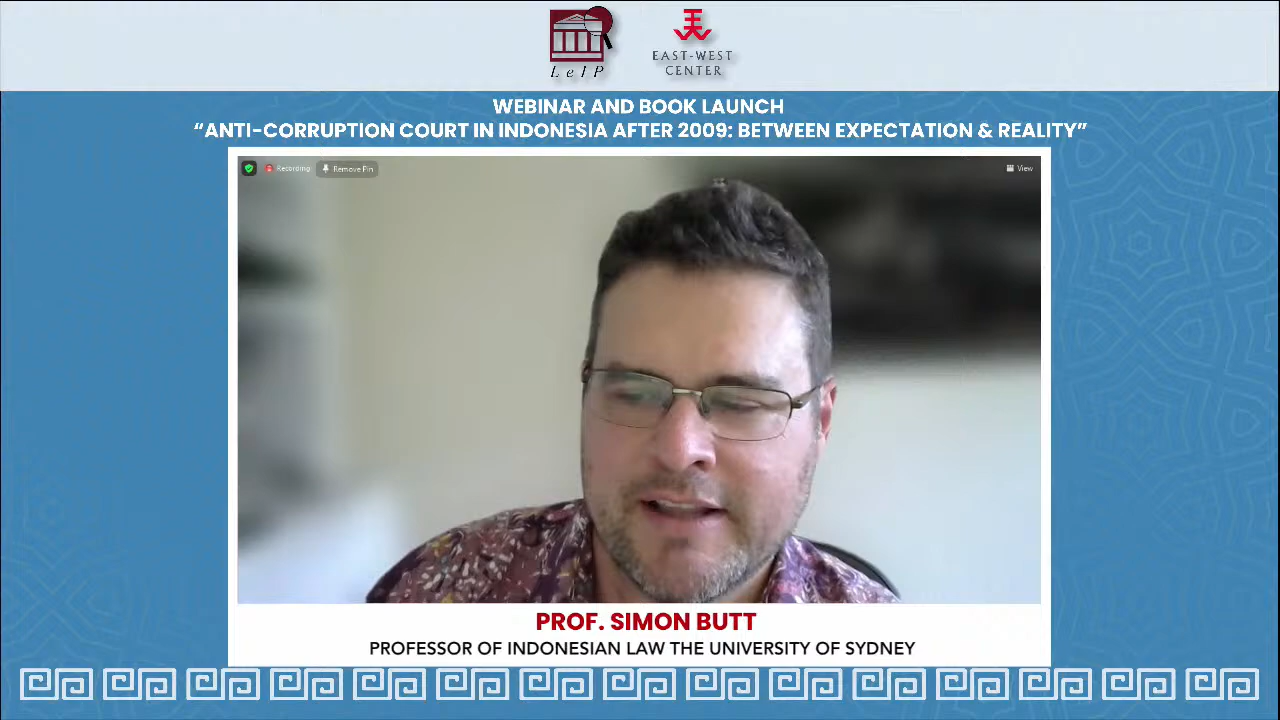 LeIP
EAST-WEST
CENTER
WEBINAR AND BOOK LAUNCH
“ANTI-CORRUPTION COURT IN INDONESIA AFTER 2009: BETWEEN EXPECTATION & REALITY”
Recording
Remove Pin
View
PROF. SIMON BUTT
PROFESSOR OF INDONESIAN LAW THE UNIVERSITY OF SYDNEY